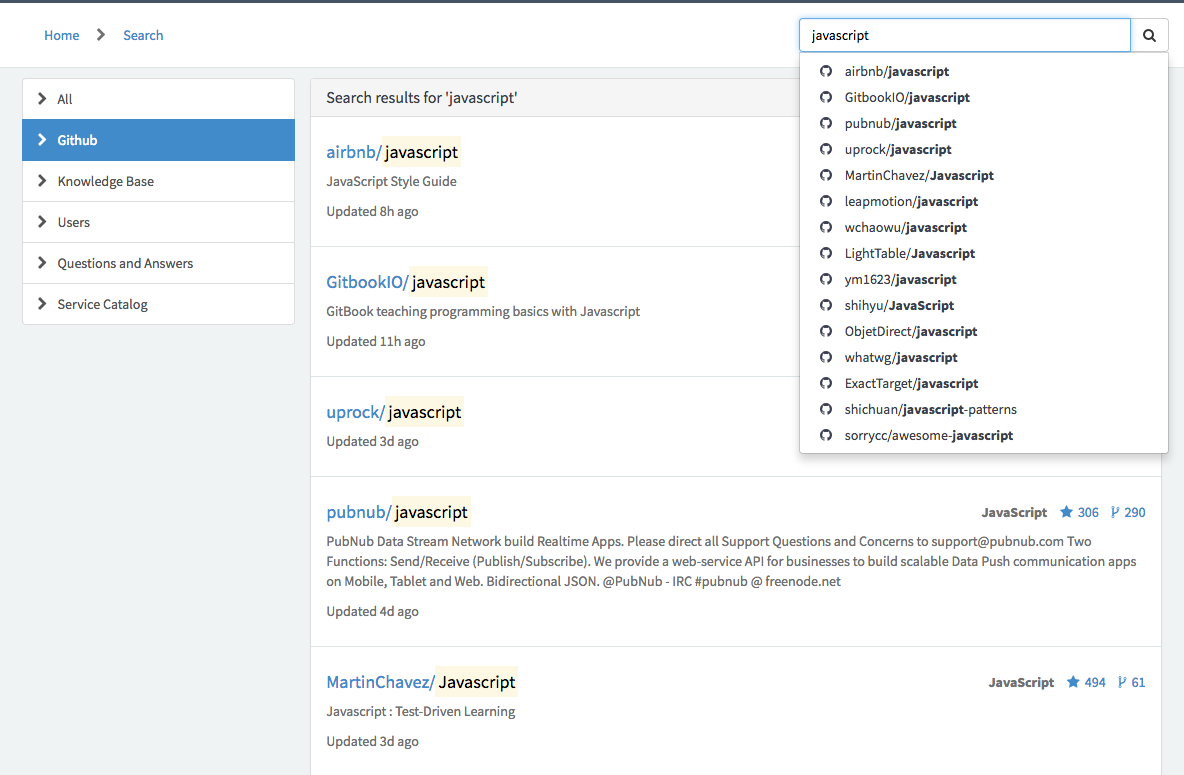 Home Search
javascript
All
Github
Knowledge Base
Users
Questions and Answers
Service Catalog
airbnb/javascript
GitbookIO/javascript
pubnub/javascript
uprock/javascript
MartinChavez/Javascript
leapmotion/javascript
wchaowu/javascript
LightTable/Javascript
ym1623/javascript
shihyu/JavaScript
ObjetDirect/javascript
whatwg/javascript
ExactTarget/javascript
shichuan/javascript-patterns
sorrycc/awesome-javascript
Search results for 'javascript'
airbnb/javascript
JavaScript Style Guide
Updated 8h ago
GitbookIO/javascript
GitBook teaching programming basics with Javascript
Updated 11h ago
uprock/javascript
Updated 3d ago
pubnub/javascript JavaScript 306 290
PubNub Data Stream Network build Realtime Apps. Please direct all Support Questions and Concerns to support@pubnub.com Two
Functions: Send/Receive (Publish/Subscribe). We provide a web-service API for businesses to build scalable Data Push communication apps
on Mobile, Tablet and Web. Bidirectional JSON. @PubNub - IRC #pubnub @ freenode.net
Updated 4d ago
MartinChavez/Javascript JavaScript 494 61
Javascript : Test-Driven Learning
Updated 3d ago